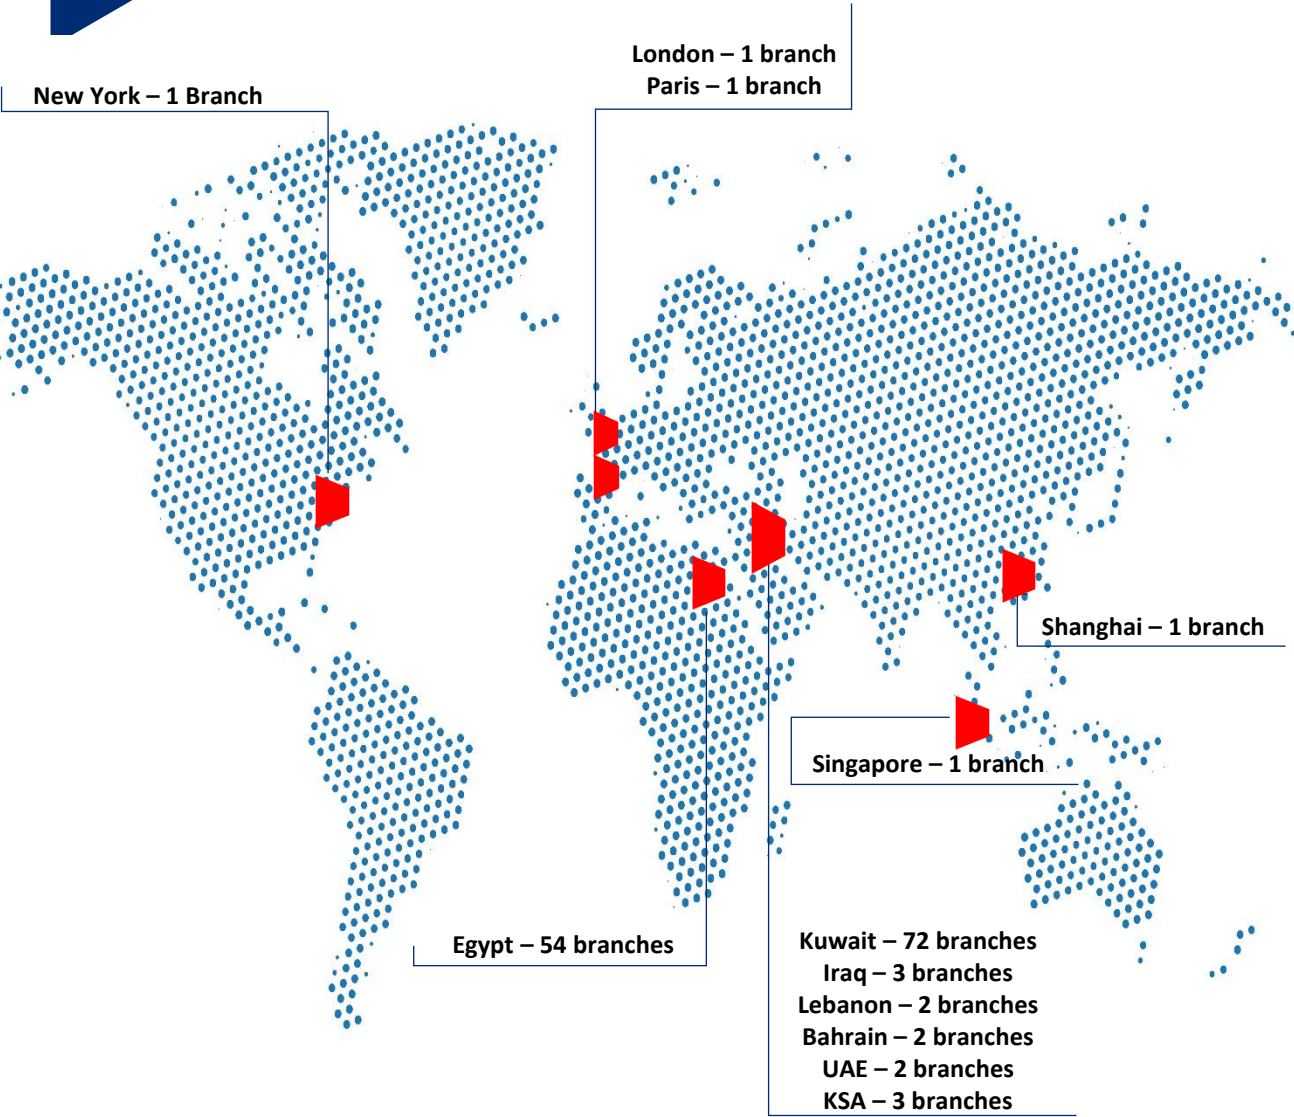 London – 1 branch
Paris – 1 branch
New York – 1 Branch
Shanghai – 1 branch
Singapore – 1 branch
Egypt – 54 branches
Kuwait – 72 branches
Iraq – 3 branches
Lebanon – 2 branches
Bahrain – 2 branches
UAE – 2 branches
KSA – 3 branches